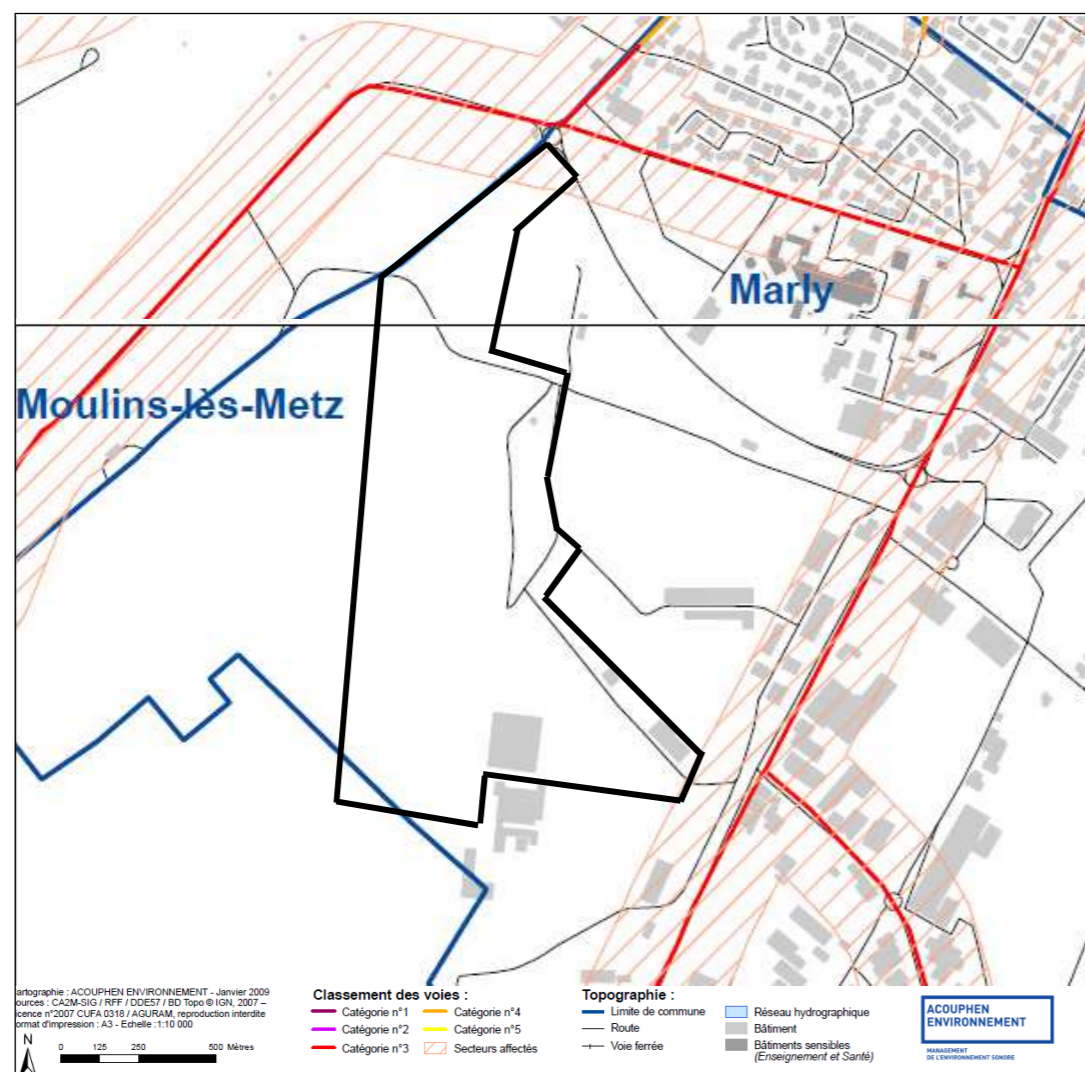 Marly
Moulins-lès-Metz
artographie : ACOUPHEN ENVIRONNEMENT - Janvier 2009
ources : CA2M-SIG / RFF / DDE57 / BD Topo © IGN, 2007 –
icence n°2007 CUFA 0318 / AGURAM, reproduction interdite
ormat d'impression : A3 - Echelle :1:10 000
N
0 125 250 500 Mètres
Classement des voies :
Catégorie n°1
Catégorie n°2
Catégorie n°3
Catégorie n°4
Catégorie n°5
Secteurs affectés
Topographie :
Limite de commune
Route
Voie ferrée
Réseau hydrographique
Bâtiment
Bâtiments sensibles
(Enseignement et Santé)
ACOUPHEN
ENVIRONNEMENT
MANAGEMENT
DE L'ENVIRONNEMENT SONORE